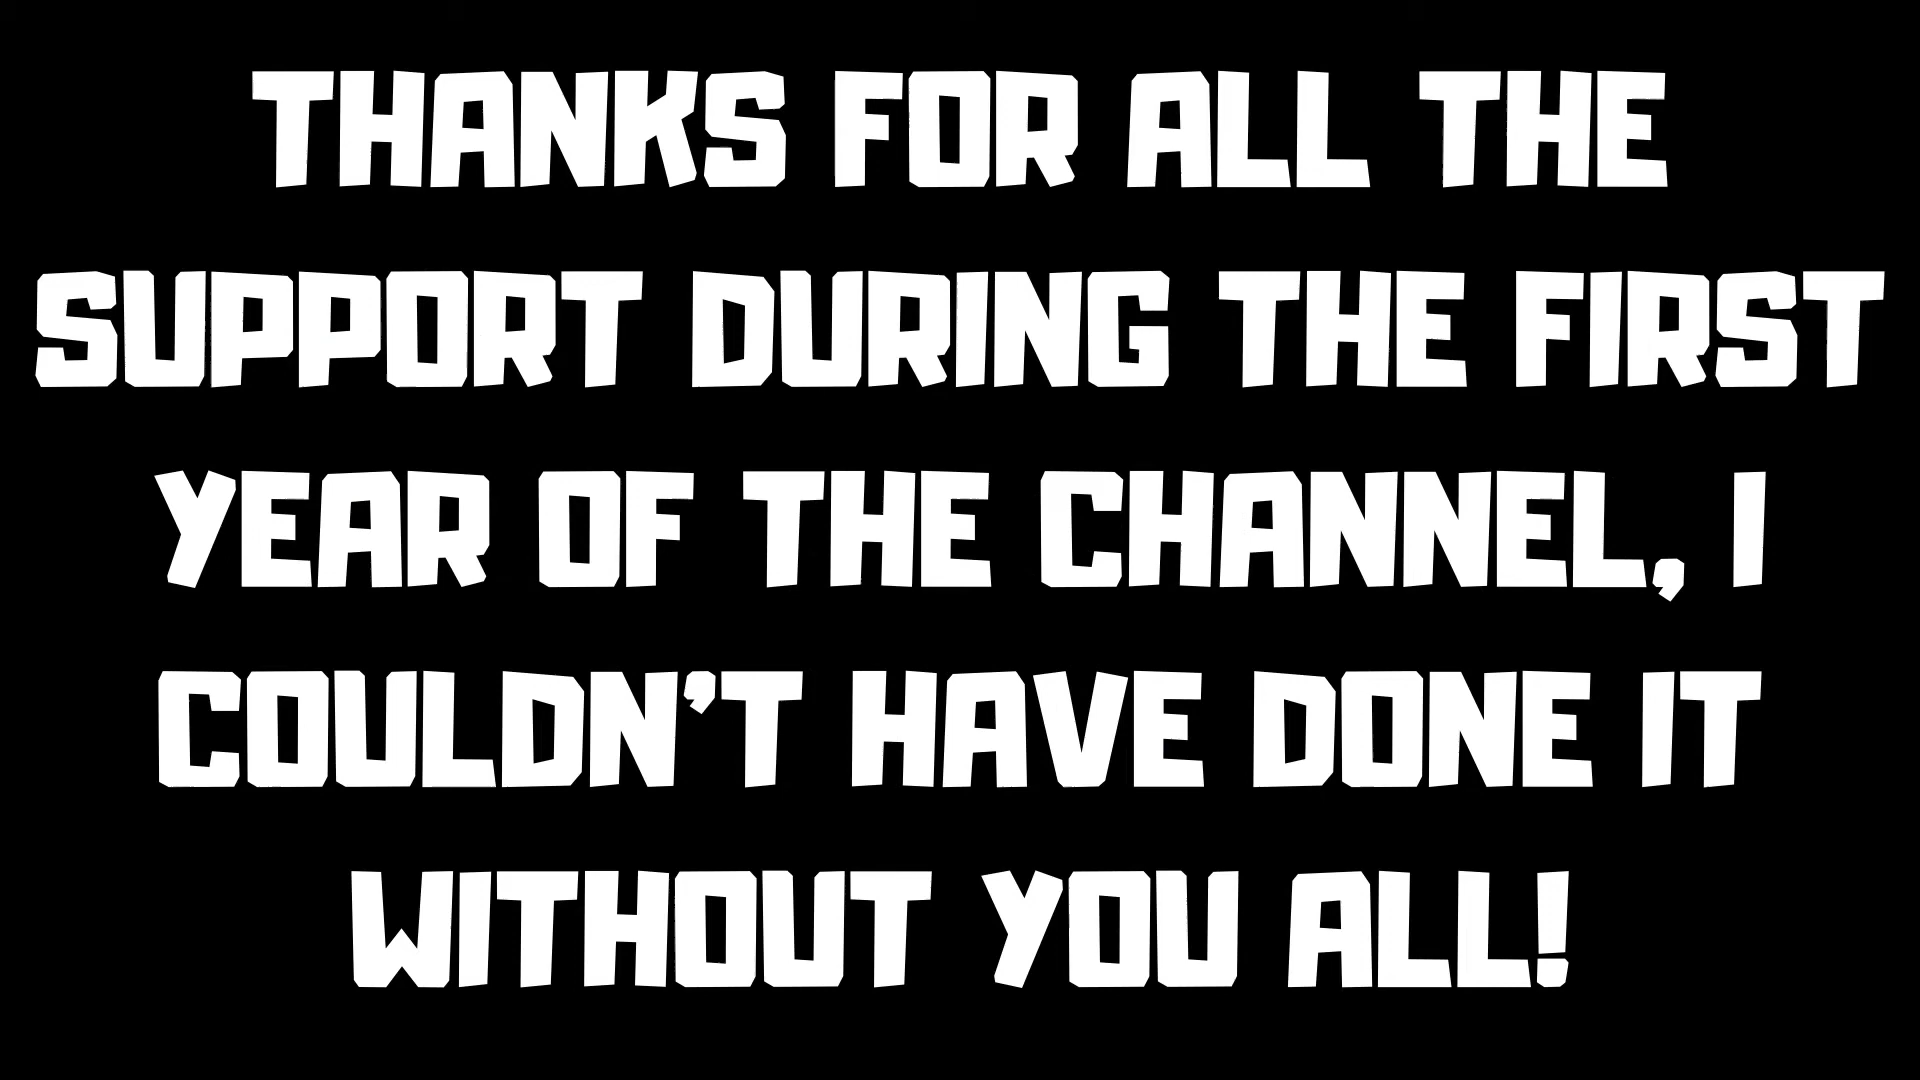 THANKS FOR ALL THE
SUPPORT DURING THE FIRST
YEAR OF THE CHANNEL, I
COULDN’T HAVE DONE IT
WITHOUT YOU ALL!